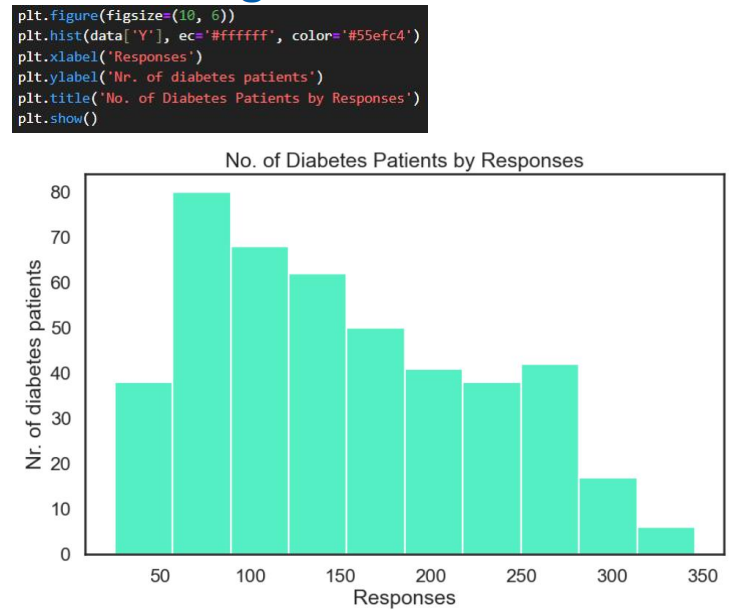 plt.figure(figsize=(10, 6))
plt.hist(data['Y'], ec='#ffffff', color='#55efc4')
plt.xlabel('Responses')
plt.ylabel('Nr. of diabetes patients')
plt.title('No. of Diabetes Patients by Responses')
plt.show()
No. of Diabetes Patients by Responses
80
70
60
50
40
30
20
10
0
Nr. of diabetes patients
50 100 150 200 250 300 350
Responses